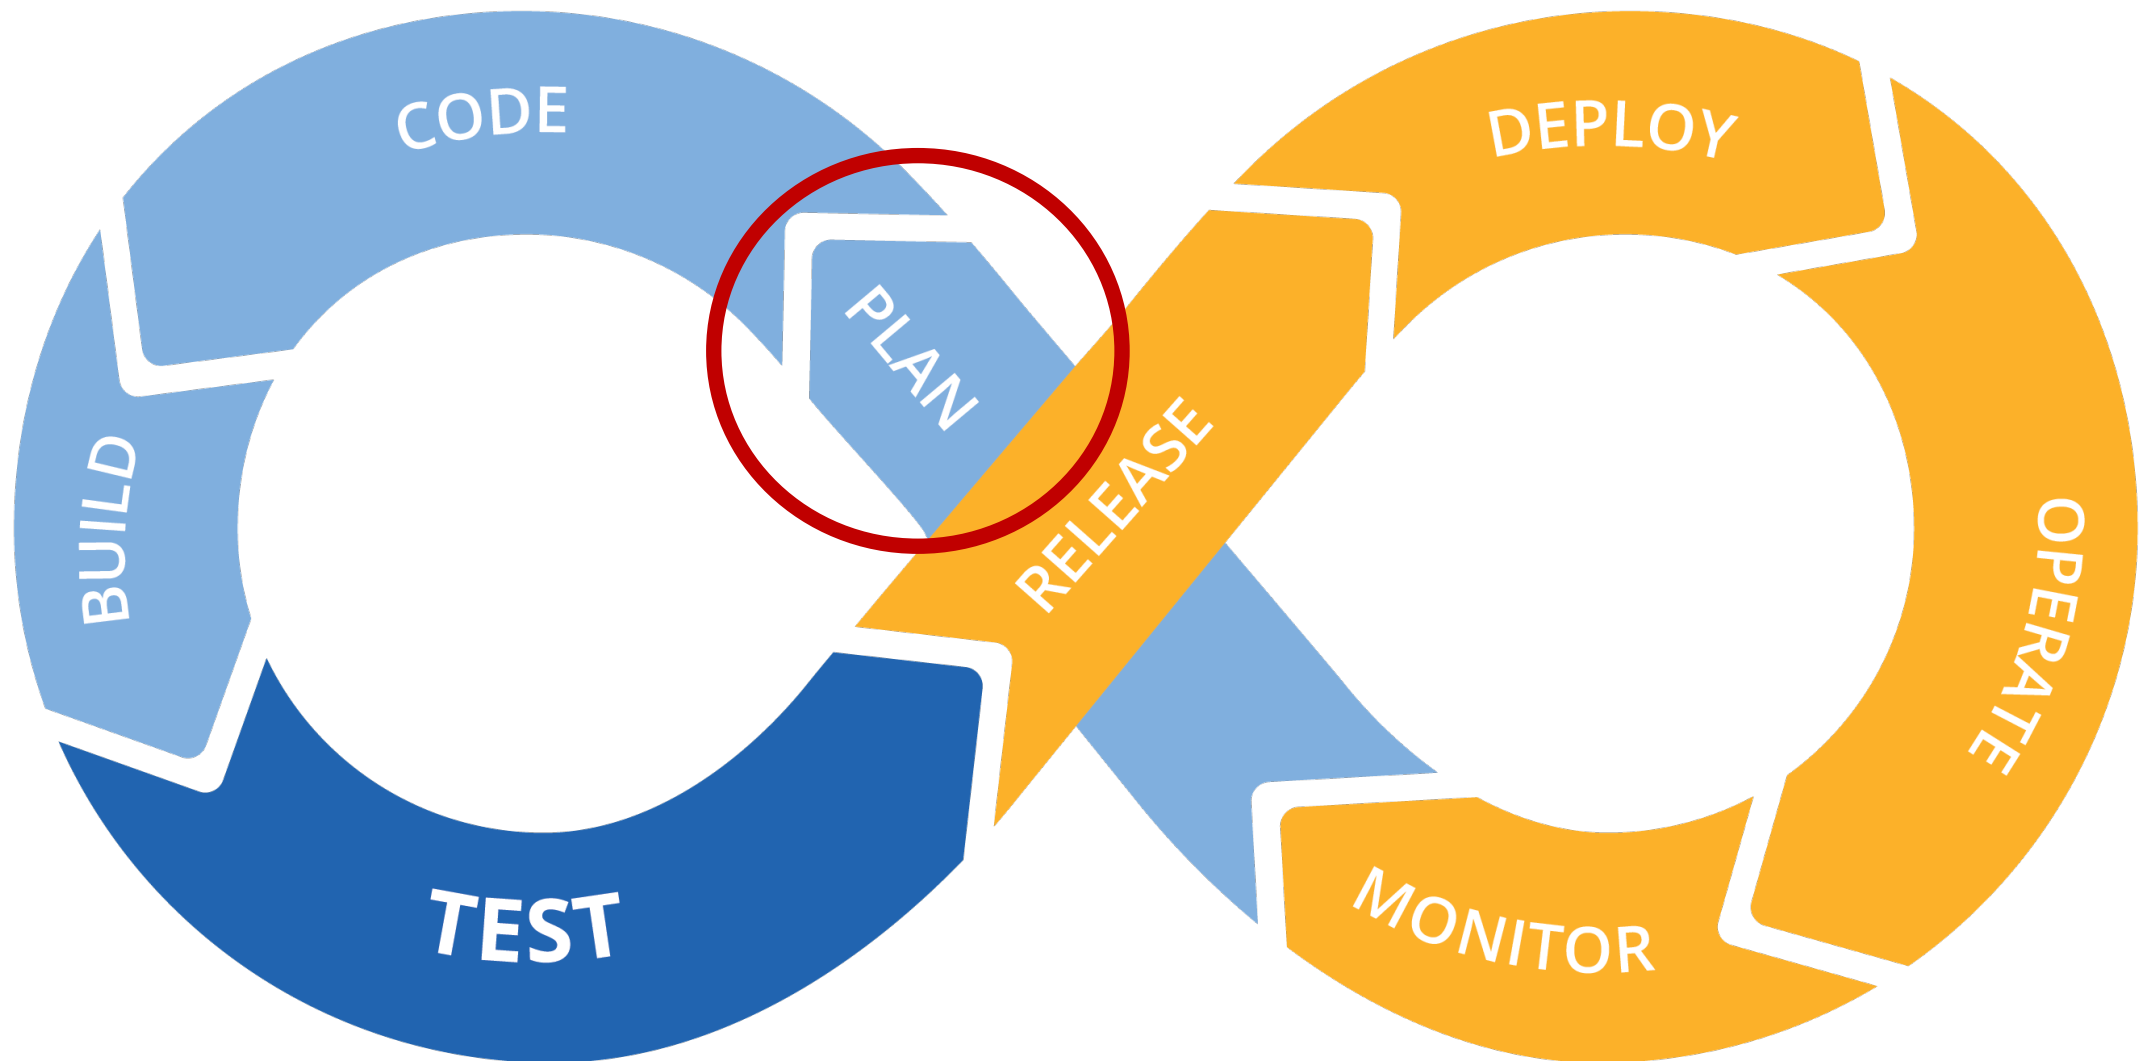 CODE
DEPLOY
PLAN
RELEASE
BUILD
OPERATE
TEST
MONITOR